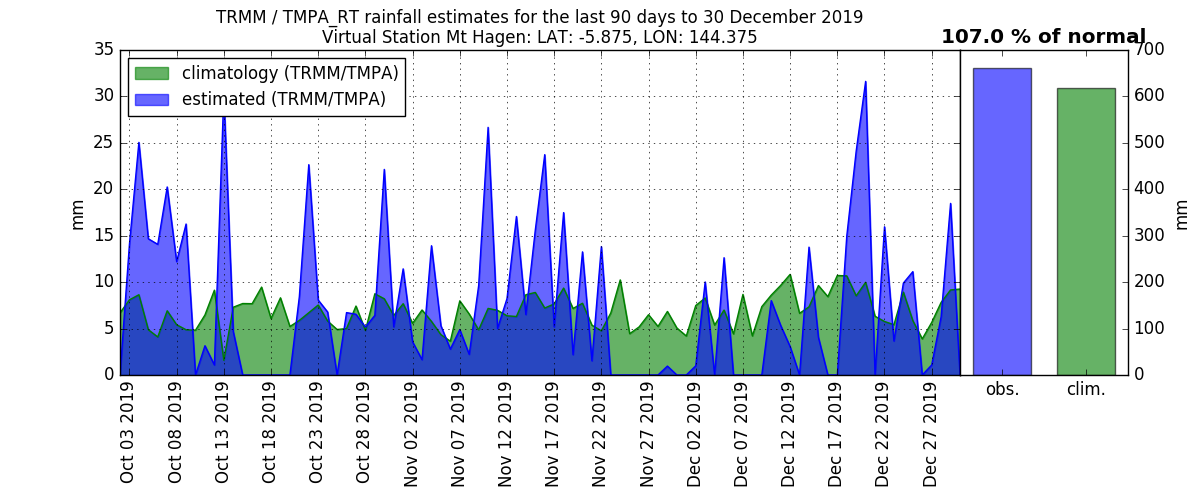 TRMM / TMPA_RT rainfall estimates for the last 90 days to 30 December 2019
Virtual Station Mt Hagen: LAT: -5.875, LON: 144.375
107.0 % of normal
climatology (TRMM/TMPA)
estimated (TRMM/TMPA)
35
30
25
20
15
10
5
0
mm
700
600
500
400
300
200
100
0
mm
Oct 03 2019
Oct 08 2019
Oct 13 2019
Oct 18 2019
Oct 23 2019
Oct 28 2019
Nov 02 2019
Nov 07 2019
Nov 12 2019
Nov 17 2019
Nov 22 2019
Nov 27 2019
Dec 02 2019
Dec 07 2019
Dec 12 2019
Dec 17 2019
Dec 22 2019
Dec 27 2019
obs.
clim.